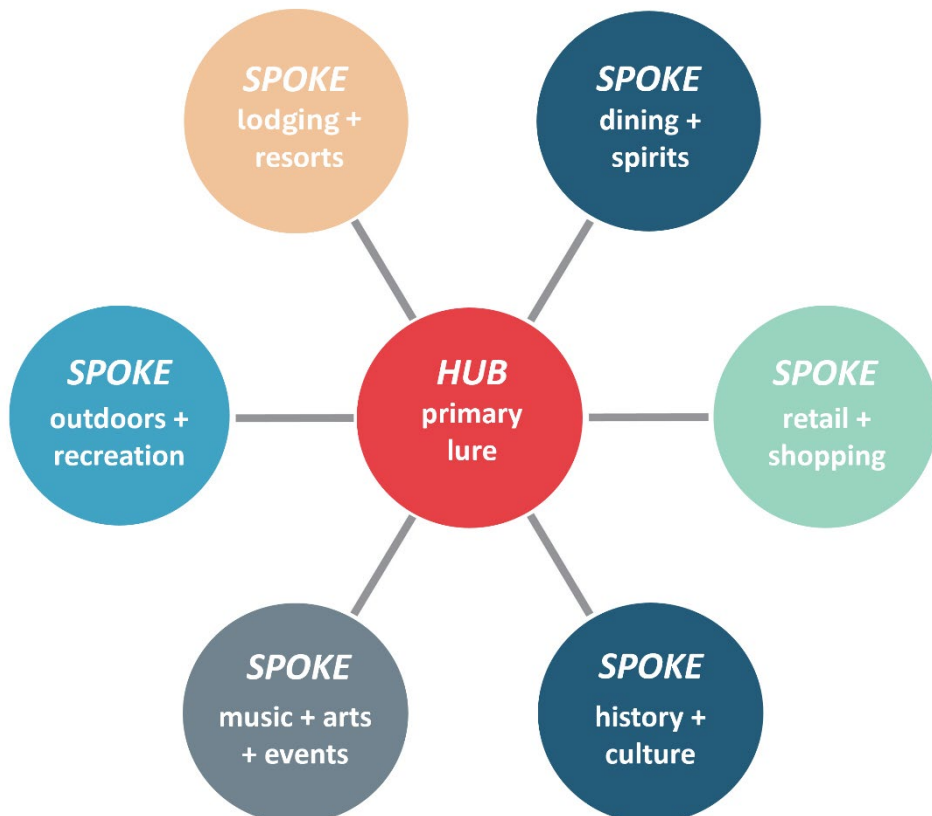 SPOKE
lodging +
resorts
SPOKE
dining +
spirits
SPOKE
outdoors +
recreation
HUB
primary
lure
SPOKE
retail +
shopping
SPOKE
music + arts
+ events
SPOKE
history +
culture